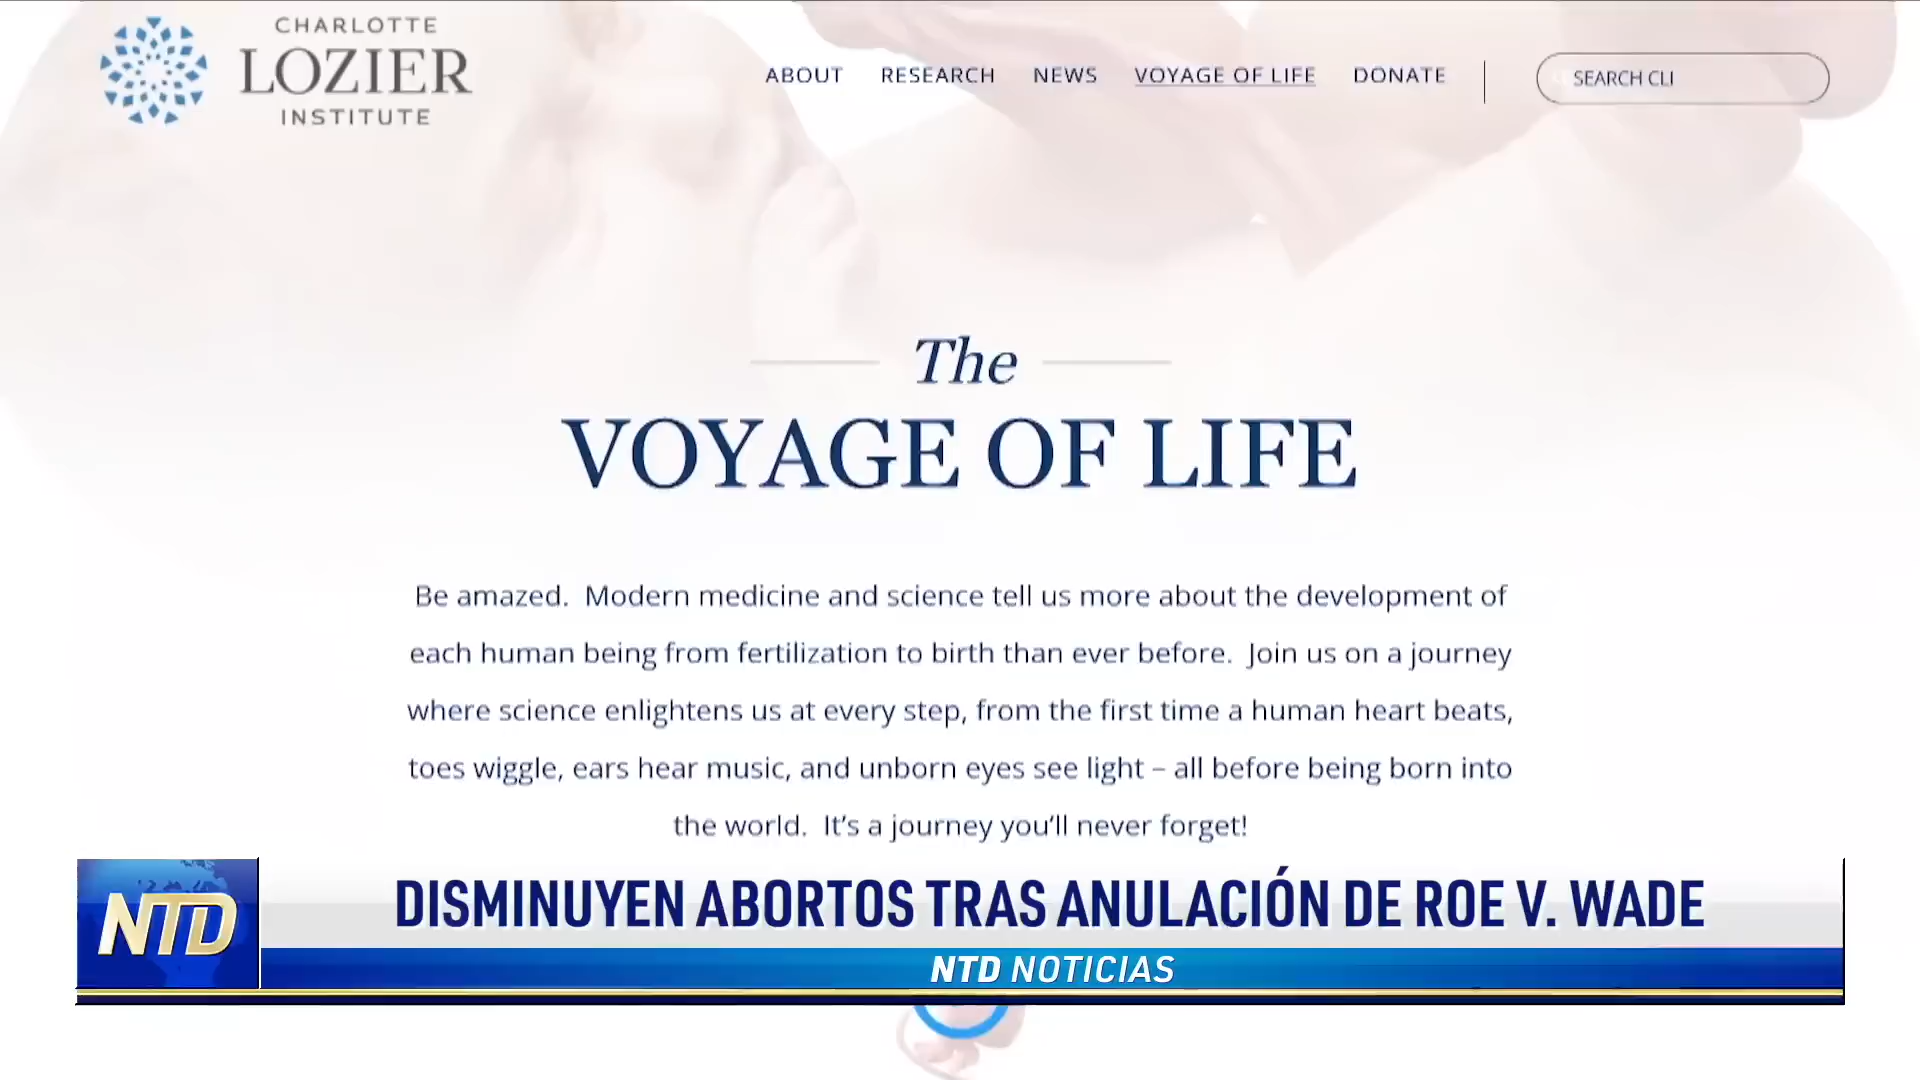 CHARLOTTE
LOZIER
INSTITUTE
ABOUT RESEARCH NEWS VOYAGE OF LIFE DONATE SEARCH CLI
The
VOYAGE OF LIFE
Be amazed. Modern medicine and science tell us more about the development of
each human being from fertilization to birth than ever before. Join us on a journey
where science enlightens us at every step, from the first time a human heart beats,
toes wiggle, ears hear music, and unborn eyes see light – all before being born into
the world. It’s a journey you’ll never forget!
NTD
DISMINUYEN ABORTOS TRAS ANULACIÓN DE ROE V. WADE
NTD NOTICIAS